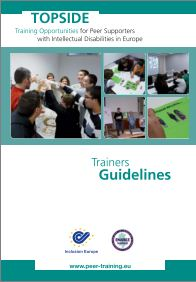 TOPSIDE
Training Opportunities for Peer Supporters
with Intellectual Disabilities in Europe
Trainers
Guidelines
Inclusion Europe
www.peer-training.eu